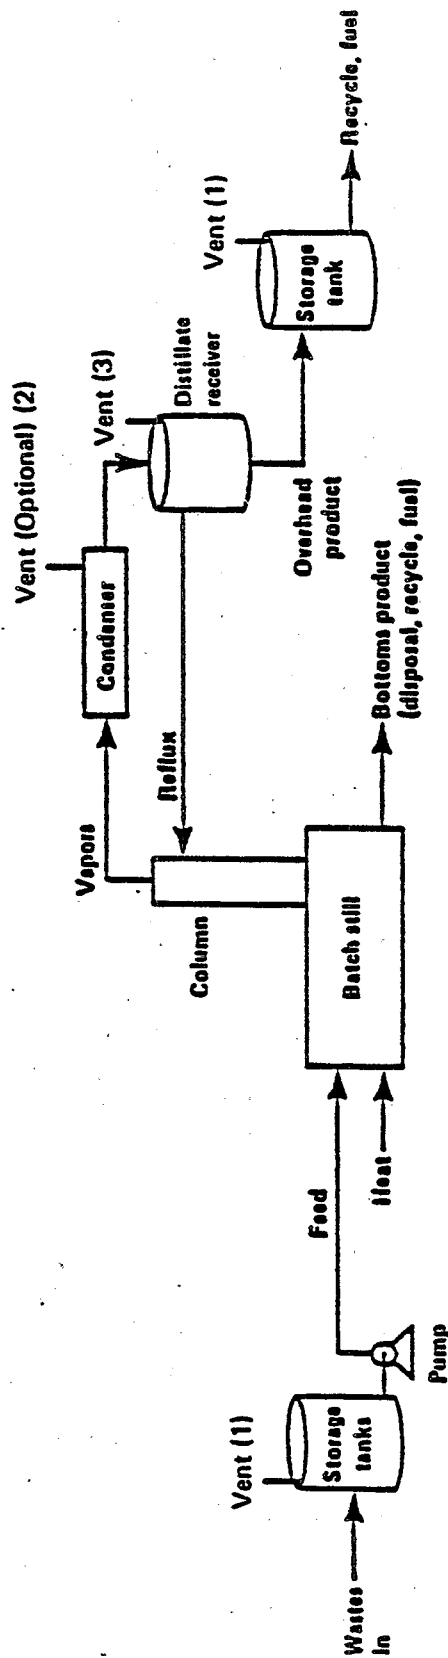 Wastes
in
Vent (1)
Storage
tanks
Pump
Feed
Heat
Batch still
Column
Vapors
Reflux
Condenser
Vent (Optional) (2)
Vent (3)
Distillate
receiver
Overhead
product
Bottoms product
(disposal, recycle, fuel)
Vent (1)
Storage
tank
Recycle, fuel